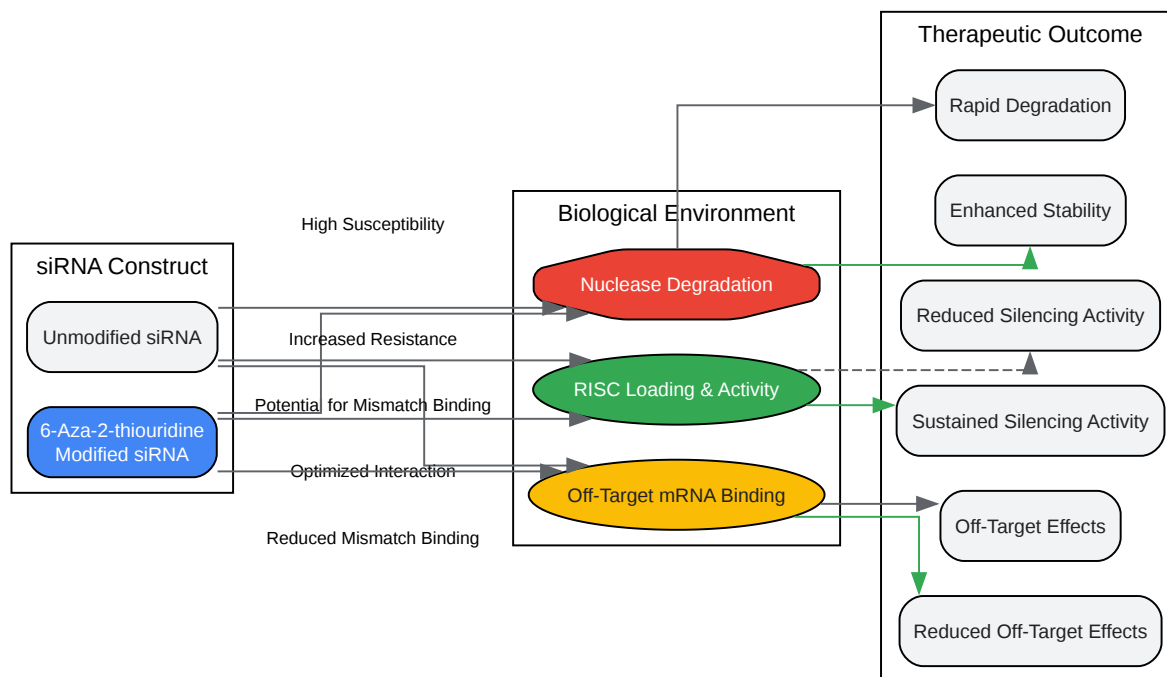 siRNA Construct
Unmodified siRNA
6-Aza-2-thiouridine
Modified siRNA
High Susceptibility
Increased Resistance
Potential for Mismatch Binding
Optimized Interaction
Reduced Mismatch Binding
Biological Environment
Nuclease Degradation
RISC Loading & Activity
Off-Target mRNA Binding
Therapeutic Outcome
Rapid Degradation
Enhanced Stability
Reduced Silencing Activity
Sustained Silencing Activity
Off-Target Effects
Reduced Off-Target Effects